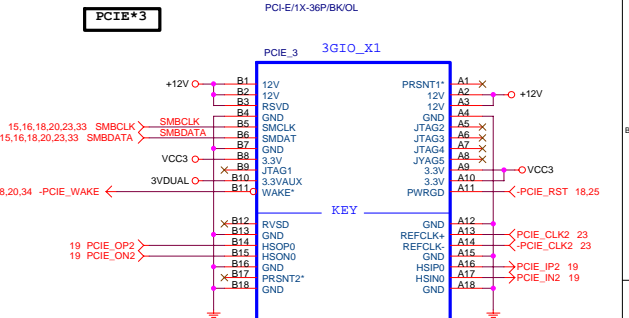 PCI-E/1X-36P/BK/OL
PCIE*3
PCIE_3 3GIO_X1
+12V B1 12V PRSNT1* A1
B2 12V 12V A2 +12V
B3 RSVD 12V A3
B4 GND GND A4
15,16,18,20,23,33 SMBCLK SMBCLK B5 SMCLK JTAG2 A5
15,16,18,20,23,33 SMBDATA SMBDATA B6 SMDAT JTAG3 A6
B7 GND JTAG4 A7
VCC3 B8 3.3V JYAG5 A8
B9 JTAG1 3.3V A9 VCC3
3VDUAL B10 3.3VAUX 3.3V A10
8,20,34 -PCIE_WAKE B11 WAKE* PWRGD A11 -PCIE_RST 18,25
KEY
B12 RVSD GND A12
B13 GND REFCLK+ A13 PCIE_CLK2 23
19 PCIE_OP2 B14 HSOP0 REFCLK- A14 -PCIE_CLK2 23
19 PCIE_ON2 B15 HSON0 GND A15
B16 GND HSIP0 A16 PCIE_IP2 19
B17 PRSNT2* HSIN0 A17 PCIE_IN2 19
B18 GND GND A18
B